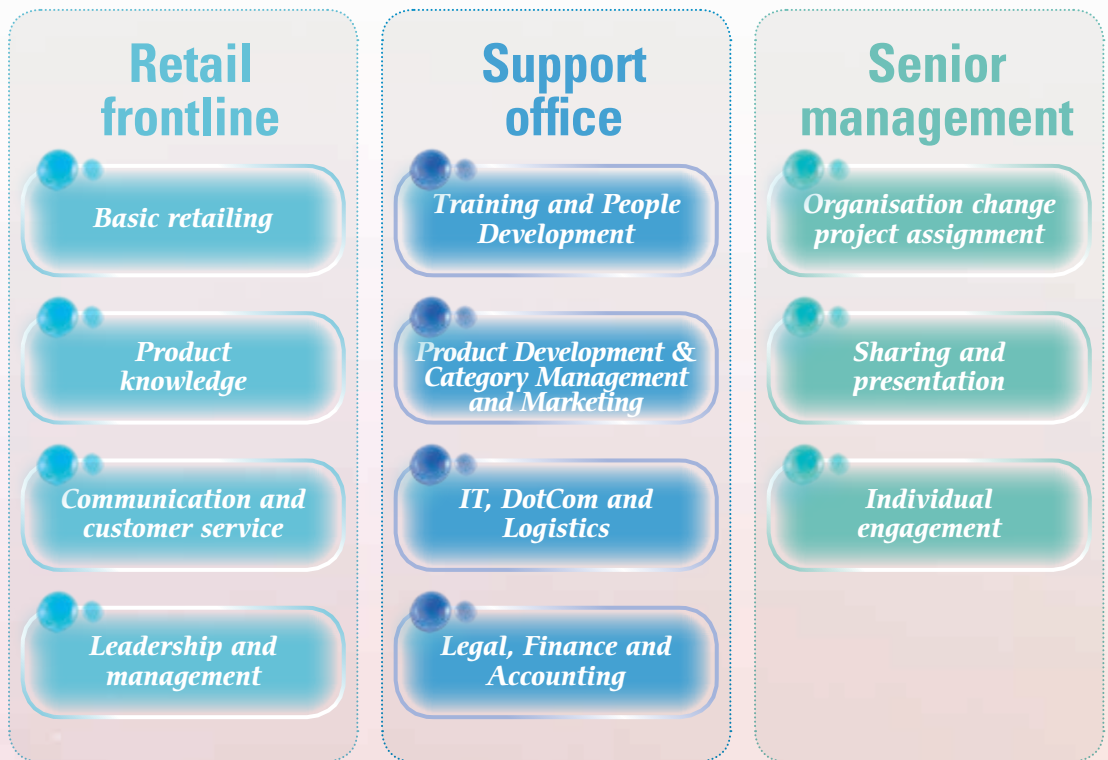 Retail
frontline
Basic retailing
Product
knowledge
Communication and
customer service
Leadership and
management
Support
office
Training and People
Development
Product Development &
Category Management
and Marketing
IT, DotCom and
Logistics
Legal, Finance and
Accounting
Senior
management
Organisation change
project assignment
Sharing and
presentation
Individual
engagement